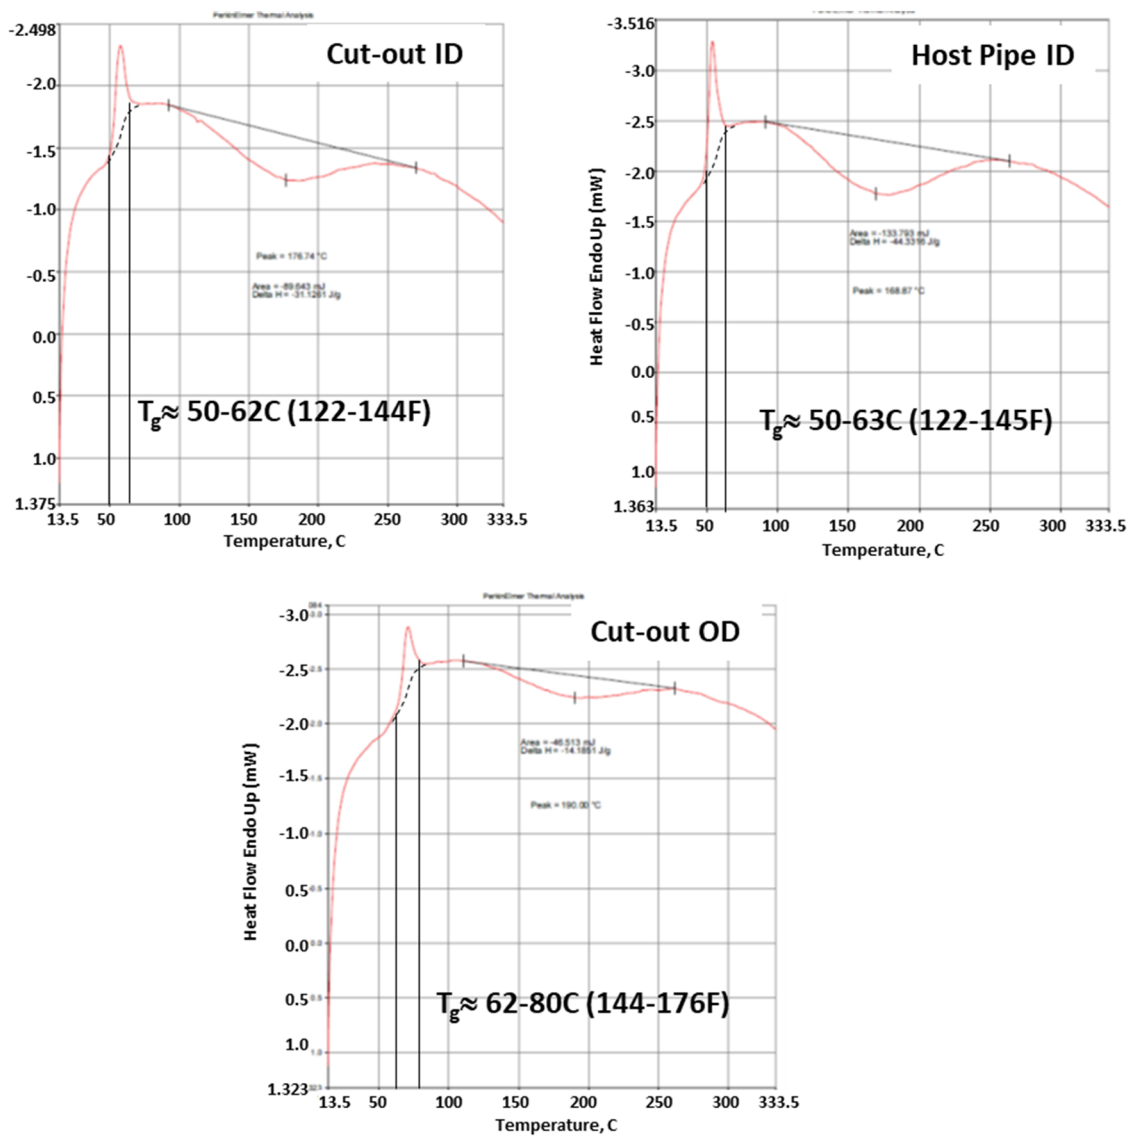 PerkinElmer Thermal Analysis
Cut-out ID
-2.498
-2.0
-1.5
-1.0
-0.5
0.0
0.5
1.0
1.375
Peak = 176.74 °C
Area = -89.643 mJ
Delta H = -31.1261 J/g
Tg≈ 50-62C (122-144F)
13.5 50 100 150 200 250 300 333.5
Temperature, C
Host Pipe ID
Heat Flow Endo Up (mW)
-3.516
-3.0
-2.5
-2.0
-1.5
-1.0
-0.5
0.0
0.5
1.0
1.363
Area = -133.793 mJ
Delta H = -44.3316 J/g
Peak = 168.87 °C
Tg≈ 50-63C (122-145F)
13.5 50 100 150 200 250 300 333.5
Temperature, C
PerkinElmer Thermal Analysis
Cut-out OD
Heat Flow Endo Up (mW)
-3.0
-2.5
-2.0
-1.5
-1.0
0.5
0.0
0.5
1.0
1.323
Area = -46.513 mJ
Delta H = -14.1851 J/g
Peak = 190.00 °C
Tg≈ 62-80C (144-176F)
13.5 50 100 150 200 250 300 333.5
Temperature, C